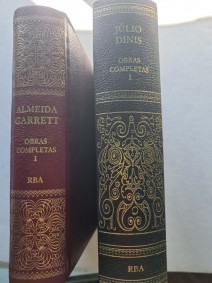 ALMEIDA
GARRETT
OBRAS
COMPLETAS
I
RBA
JÚLIO
DINIS
OBRAS
COMPLETAS
I
RBA